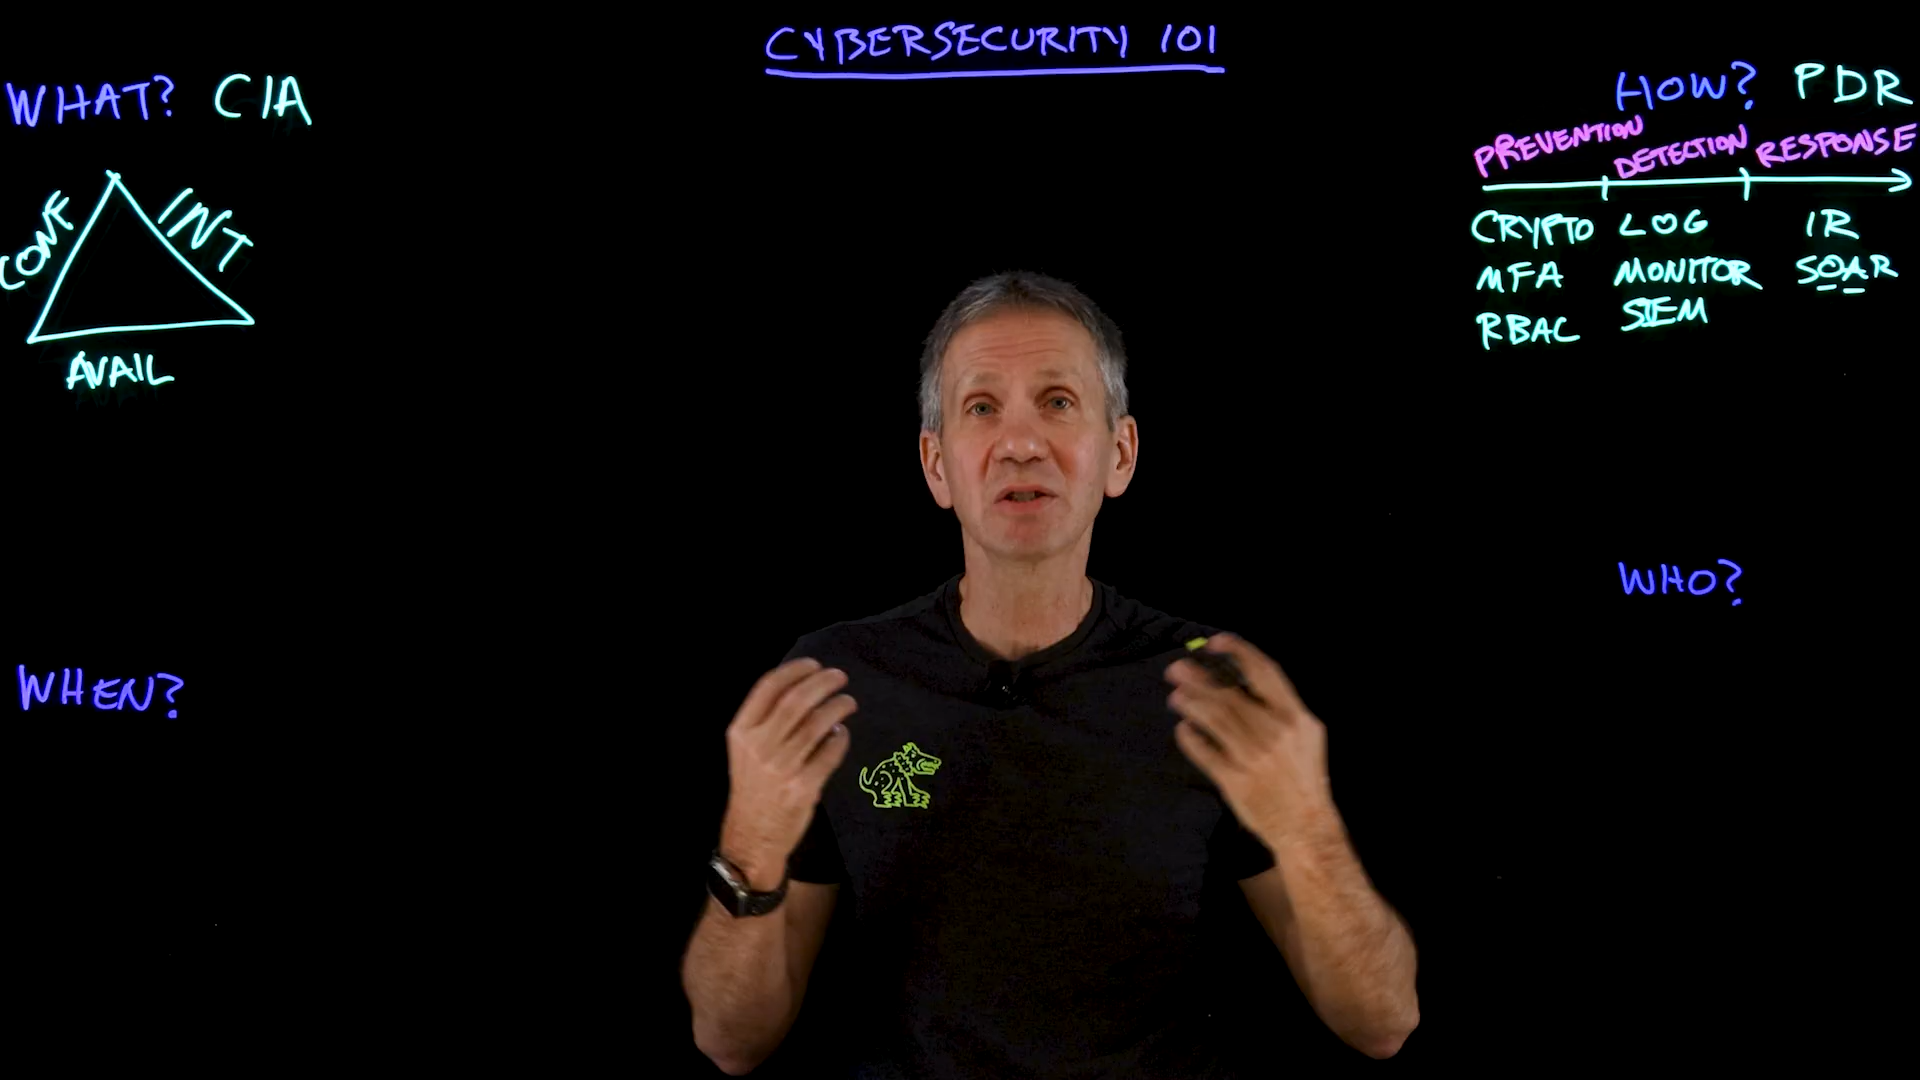 CYBERSECURITY 101
WHAT? CIA
CONF
INT
AVAIL
WHEN?
HOW? PDR
PREVENTION DETECTION RESPONSE
CRYPTO LOG IR
MFA MONITOR SOAR
RBAC SIEM
WHO?